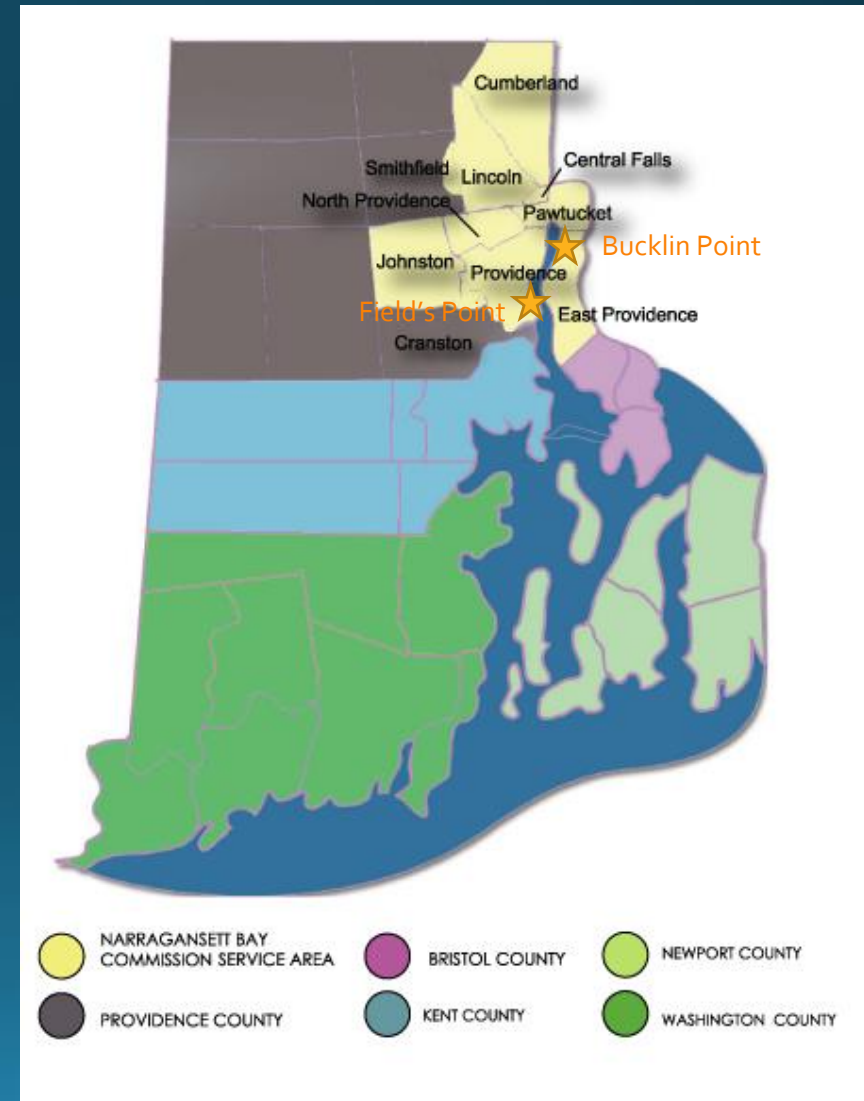 Cumberland
Central Falls
Smithfield
Lincoln
North Providence
Pawtucket
Bucklin Point
Johnston
Providence
Field's Point
East Providence
Cranston
NARRAGANSETT BAY
COMMISSION SERVICE AREA
BRISTOL COUNTY
NEWPORT COUNTY
PROVIDENCE COUNTY
KENT COUNTY
WASHINGTON COUNTY